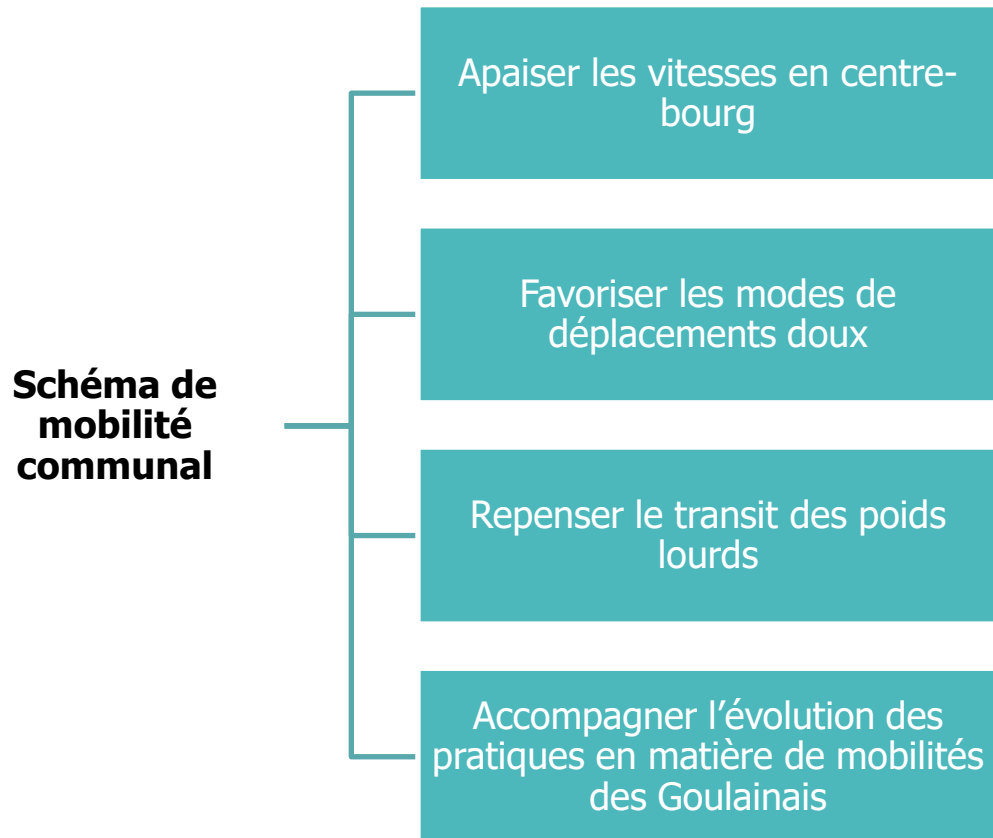 Schéma de
mobilité
communal
Apaiser les vitesses en centre-
bourg
Favoriser les modes de
déplacements doux
Repenser le transit des poids
lourds
Accompagner l’évolution des
pratiques en matière de mobilités
des Goulainais